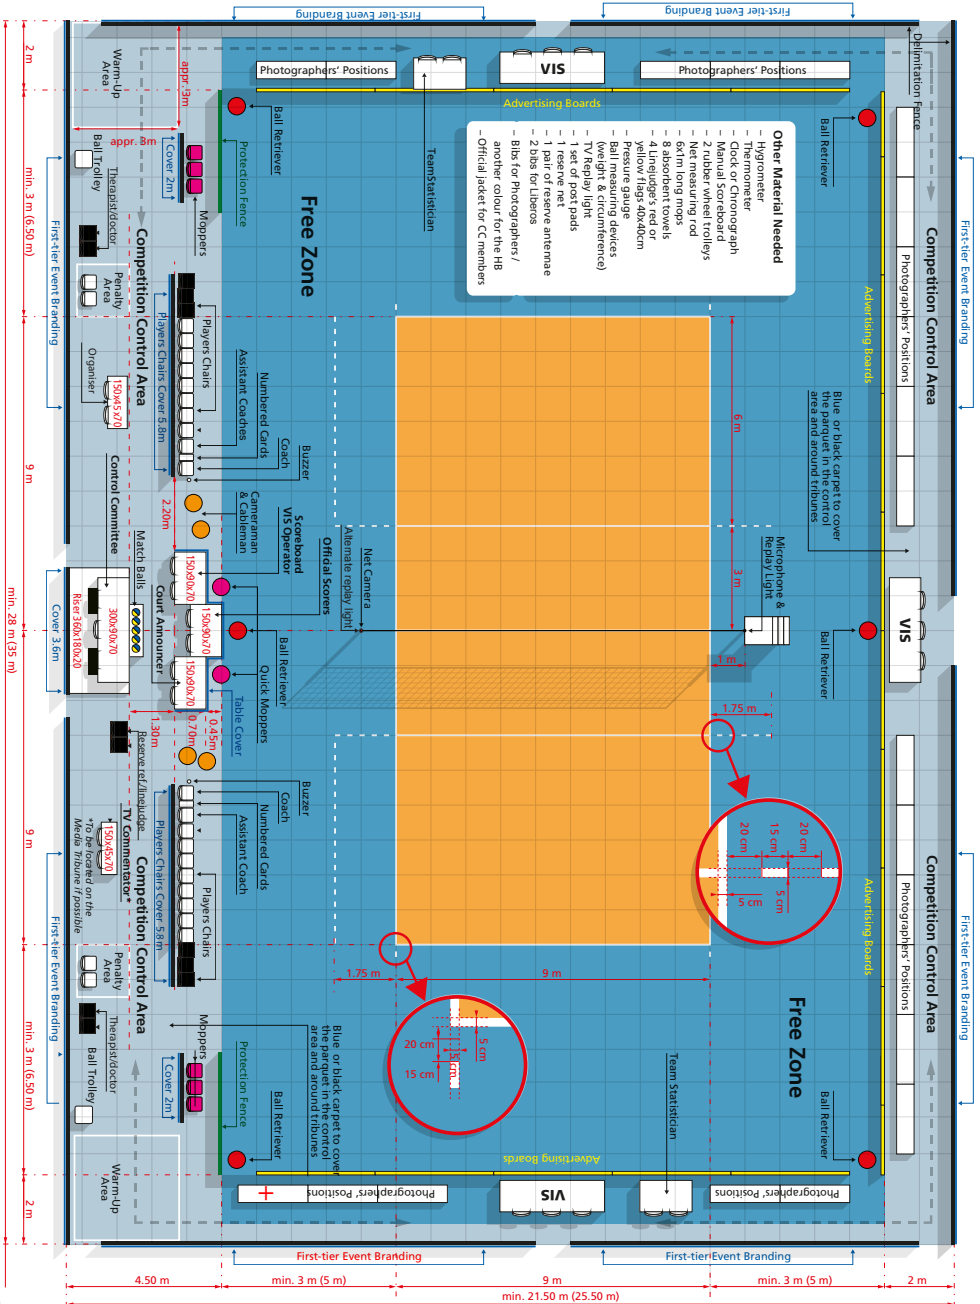 First-tier Event Branding
First-tier Event Branding
2 m
Warm-Up
Area
appr. 3m
appr. 3m
Photographers' Positions
VIS
Photographers' Positions
Advertising Boards
Delimitation Fence
Ball Retriever
Ball Retriever
Team Statistician
Protection Fence
Ball Trolley
Cover 2m
Moppers
Therapist/doctor
min. 3 m (6.50 m)
Free Zone
Other Material Needed
– Hygrometer
– Thermometer
– Clock or Chronograph
– Manual Scoreboard
– 2 rubber wheel trolleys
– Net measuring rod
– 6x1m long mops
– 8 absorbent towels
– 4 Linejudge's red or
yellow flags 40x40cm
– Pressure gauge
– Ball measuring devices
(weight & circumference)
– TV Replay light
– 1 set of post pads
– 1 reserve net
– 1 pair of reserve antennae
– 2 bibs for Liberos
– Bibs for Photographers /
another colour for the HB
– Official jacket for CC members
First-tier Event Branding
Competition Control Area
Penalty
Area
Players Chairs
Players Chairs Cover 5.8m
Organiser
150x45x70
Assistant Coaches
Numbered Cards
Coach
Buzzer
Competition Control Area
Photographers' Positions
Advertising Boards
First-tier Event Branding
Blue or black carpet to cover
the parquet in the control
area and around tribunes
6 m
9 m
Control Committee
Match Balls
2.20m
Cameraman
& Cableman
Scoreboard
VIS Operator
Official Scorers
Alternate replay light
Net Camera
Microphone &
Replay Light
3 m
150x90x70
150x90x70
150x90x70
300x90x70
Riser 360x180x20
Cover 3.6m
Court Announcer
Ball Retriever
Quick Moppers
Table Cover
Ball Retriever
VIS
1 m
1.75 m
min. 28 m (35 m)
1.30m
0.70m
0.45m
Reserve ref./linejudge
TV Commentator*
150x45x70
*To be located in the
Media Tribune if possible
Buzzer
Coach
Numbered Cards
Assistant Coach
Players Chairs
Players Chairs Cover 5.8m
9 m
20 cm
15 cm
20 cm
5 cm
5 cm
Competition Control Area
Penalty
Area
First-tier Event Branding
Competition Control Area
Photographers' Positions
Advertising Boards
First-tier Event Branding
1.75 m
9 m
5 cm
20 cm
5 cm
15 cm
Free Zone
Therapist/doctor
Ball Trolley
Moppers
Cover 2m
Protection Fence
Ball Retriever
Blue or black carpet to cover
the parquet in the control
area and around tribunes
Team Statistician
Ball Retriever
min. 3 m (6.50 m)
Advertising Boards
Warm-Up
Area
2 m
Photographers' Positions
VIS
Photographers' Positions
First-tier Event Branding
First-tier Event Branding
4.50 m
min. 3 m (5 m)
9 m
min. 3 m (5 m)
2 m
min. 21.50 m (25.50 m)